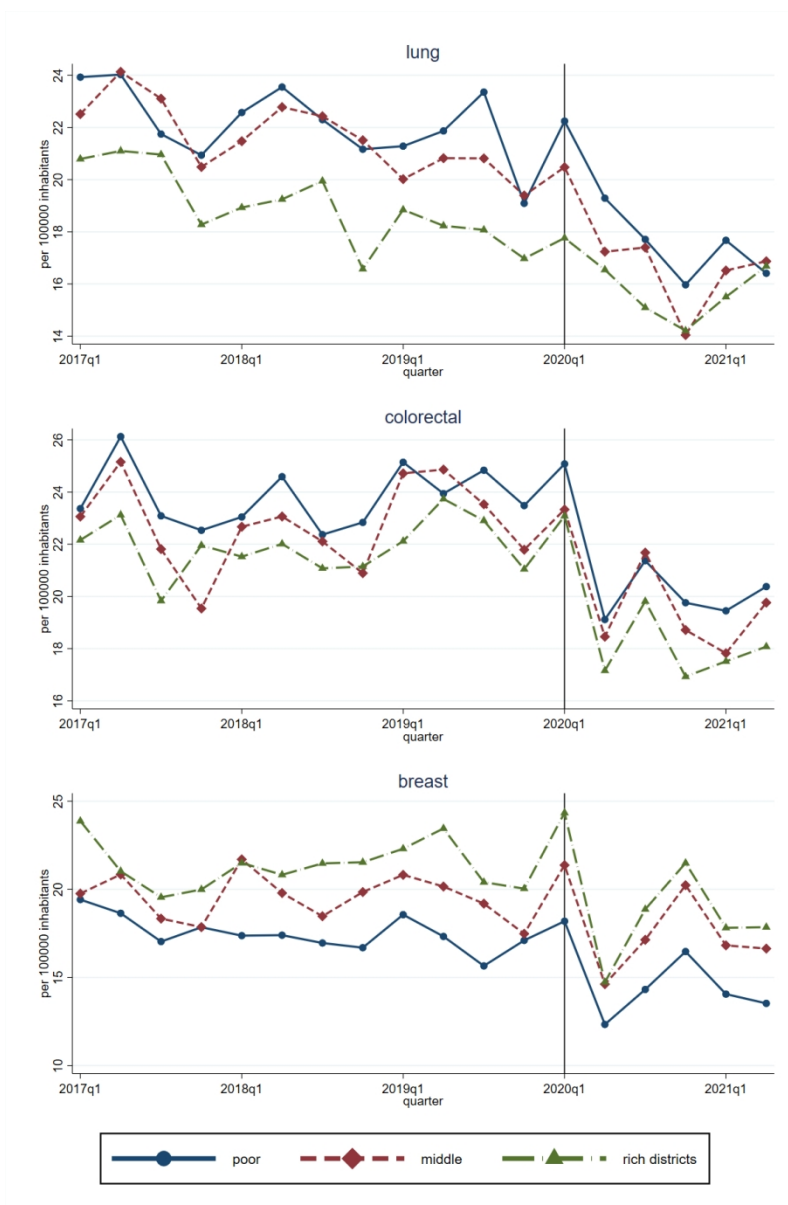 lung
per 100000 inhabitants
24
22
20
18
16
14
2017q1 2018q1 2019q1 2020q1 2021q1
quarter
colorectal
per 100000 inhabitants
26
24
22
20
18
16
2017q1 2018q1 2019q1 2020q1 2021q1
quarter
breast
per 100000 inhabitants
25
20
15
10
2017q1 2018q1 2019q1 2020q1 2021q1
quarter
poor middle rich districts